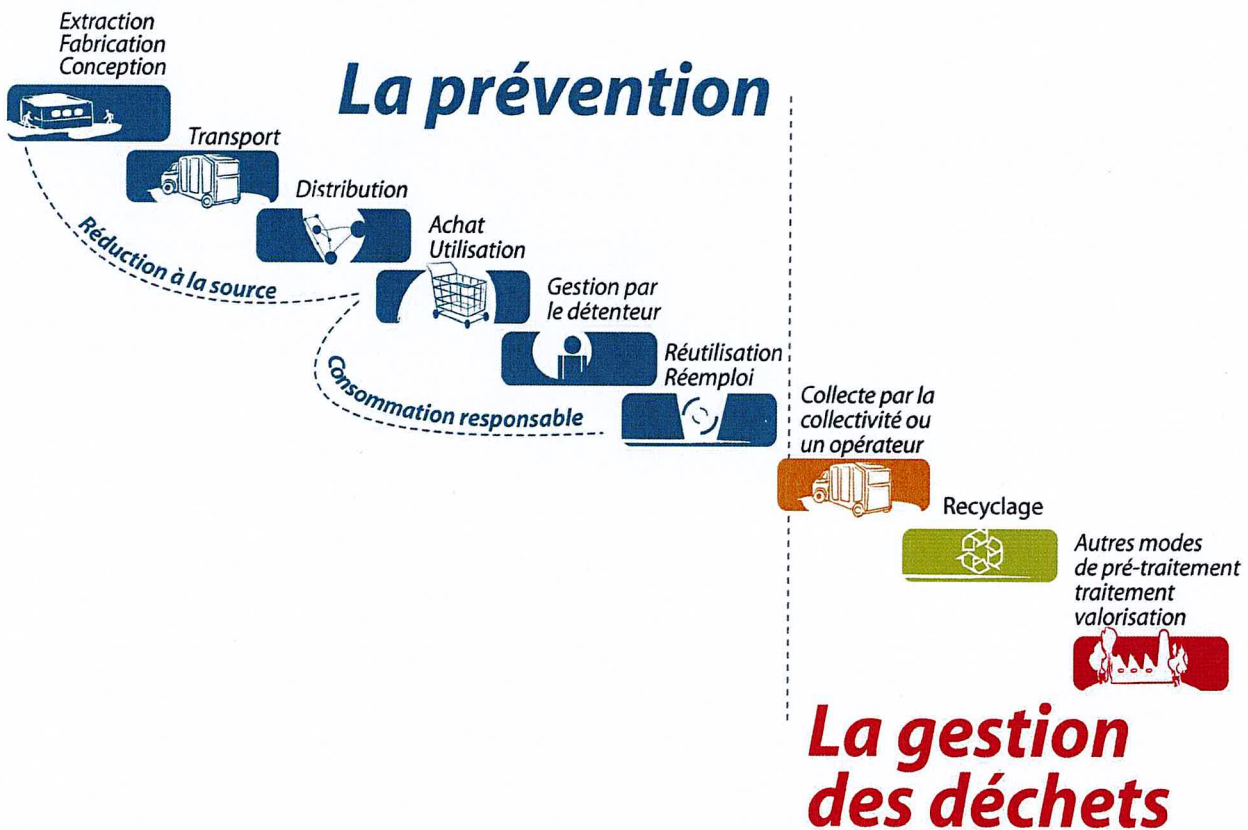 Extraction
Fabrication
Conception
La prévention
Transport
Distribution
Réduction à la source
Achat
Utilisation
Gestion par
le détenteur
Consommation responsable
Réutilisation
Réemploi
Collecte par la
collectivité ou
un opérateur
Recyclage
Autres modes
de pré-traitement
traitement
valorisation
La gestion
des déchets